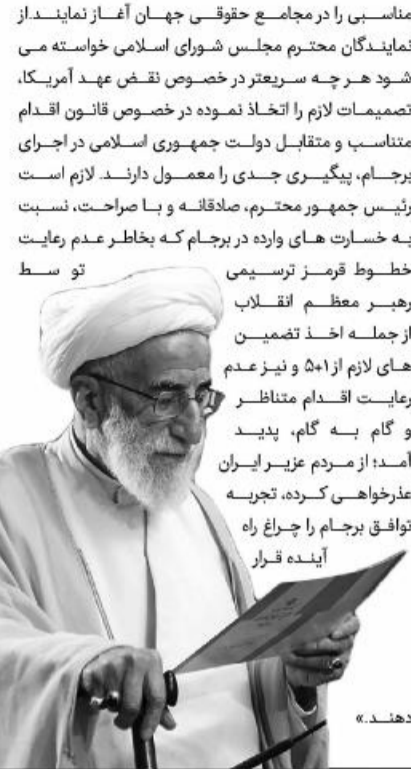 مناسبی را در مجامع حقوقی جهان آغاز نمایند. از
نمایندگان محترم مجلس شورای اسلامی خواسته می
شود هر چه سریعتر در خصوص نقض عهد آمریکا،
تصمیمات لازم را اتخاذ نموده در خصوص قانون اقدام
متناسب و متقابل دولت جمهوری اسلامی در اجرای
برجام، پیگیری جدی را معمول دارند. لازم است
رئیس جمهور محترم، صادقانه و با صراحت، نسبت
به خسارت های وارده در برجام که بخاطر عدم رعایت
خطوط قرمز ترسیمی تو سط
رهبر معظم انقلاب
از جمله اخذ تضمین
های لازم از ۱+۵ و نیز عدم
رعایت اقدام متناظر
و گام به گام، پدید
آمد؛ از مردم عزیر ایران
عذرخواهی کرده، تجربه
توافق برجام را چراغ راه
آینده قرار
دهند.»